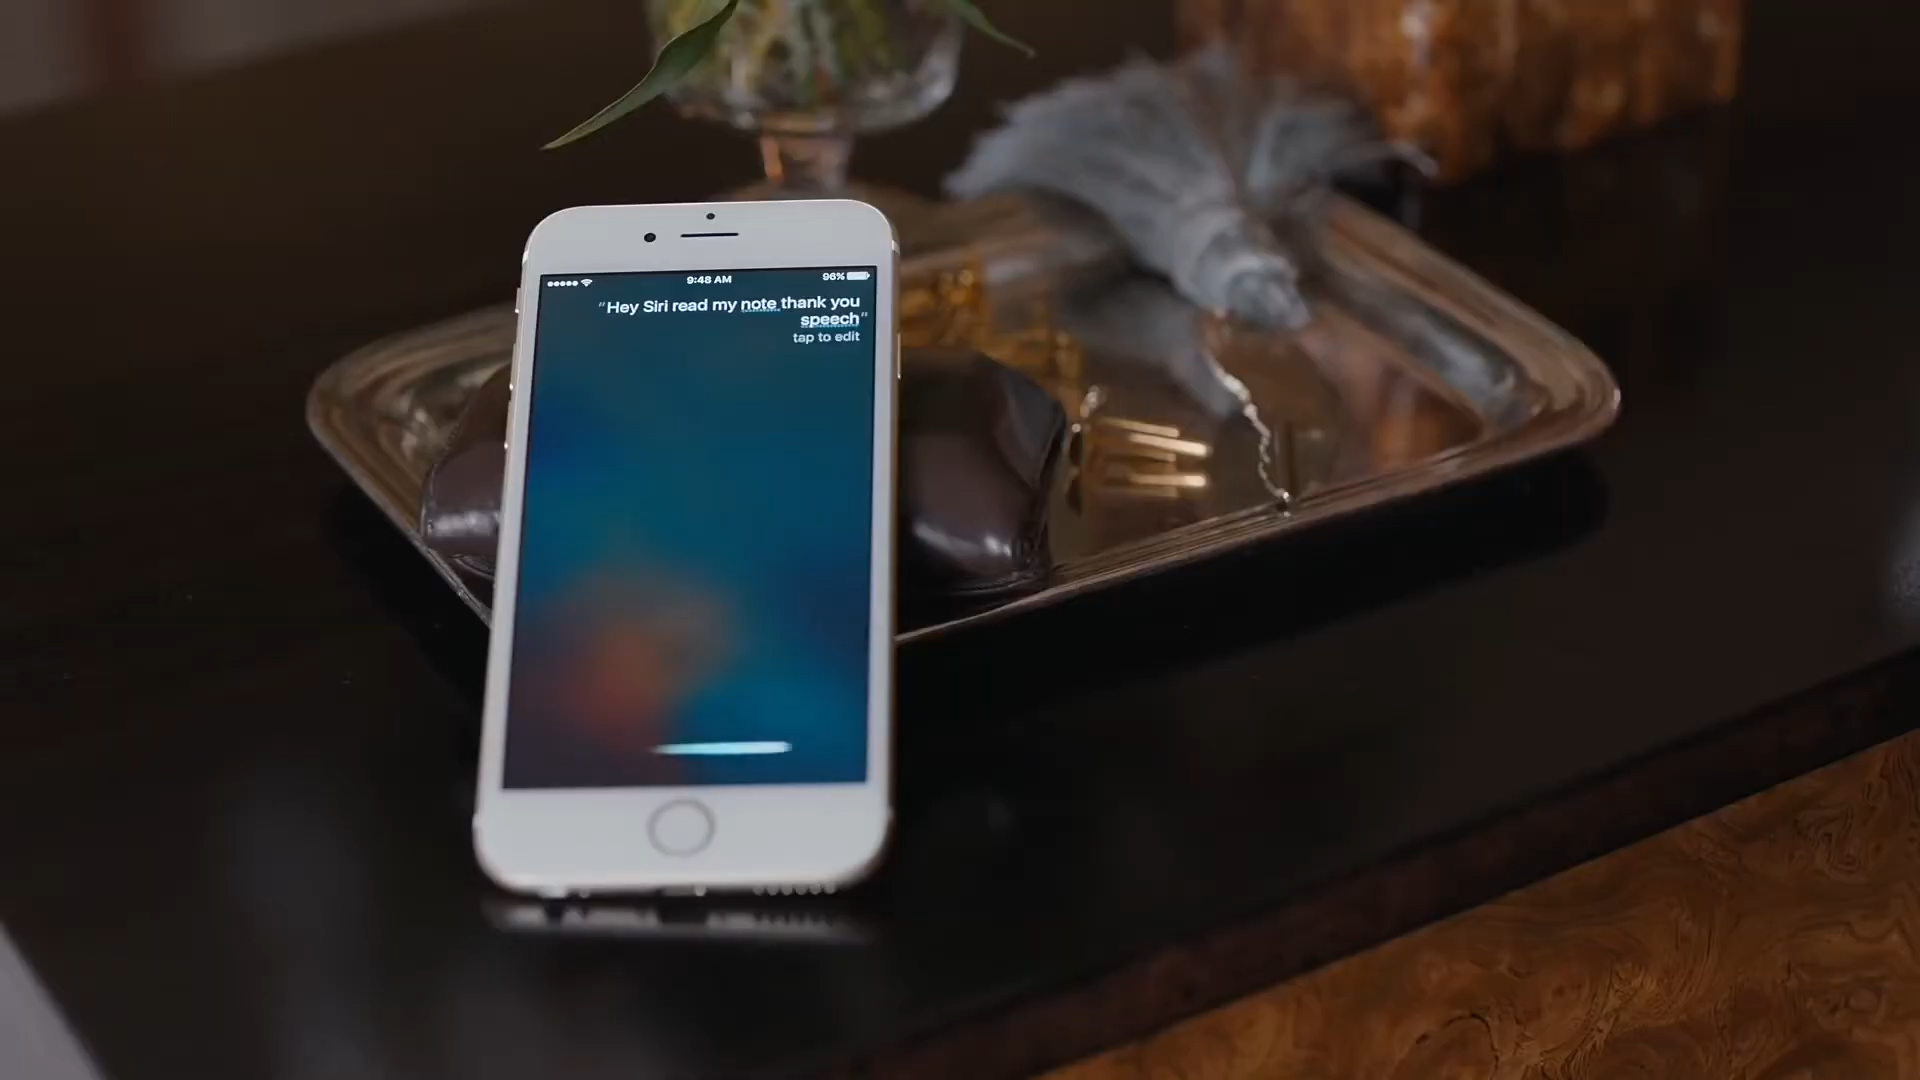 9:48 AM
96%
"Hey Siri read my note thank you
speech"
tap to edit